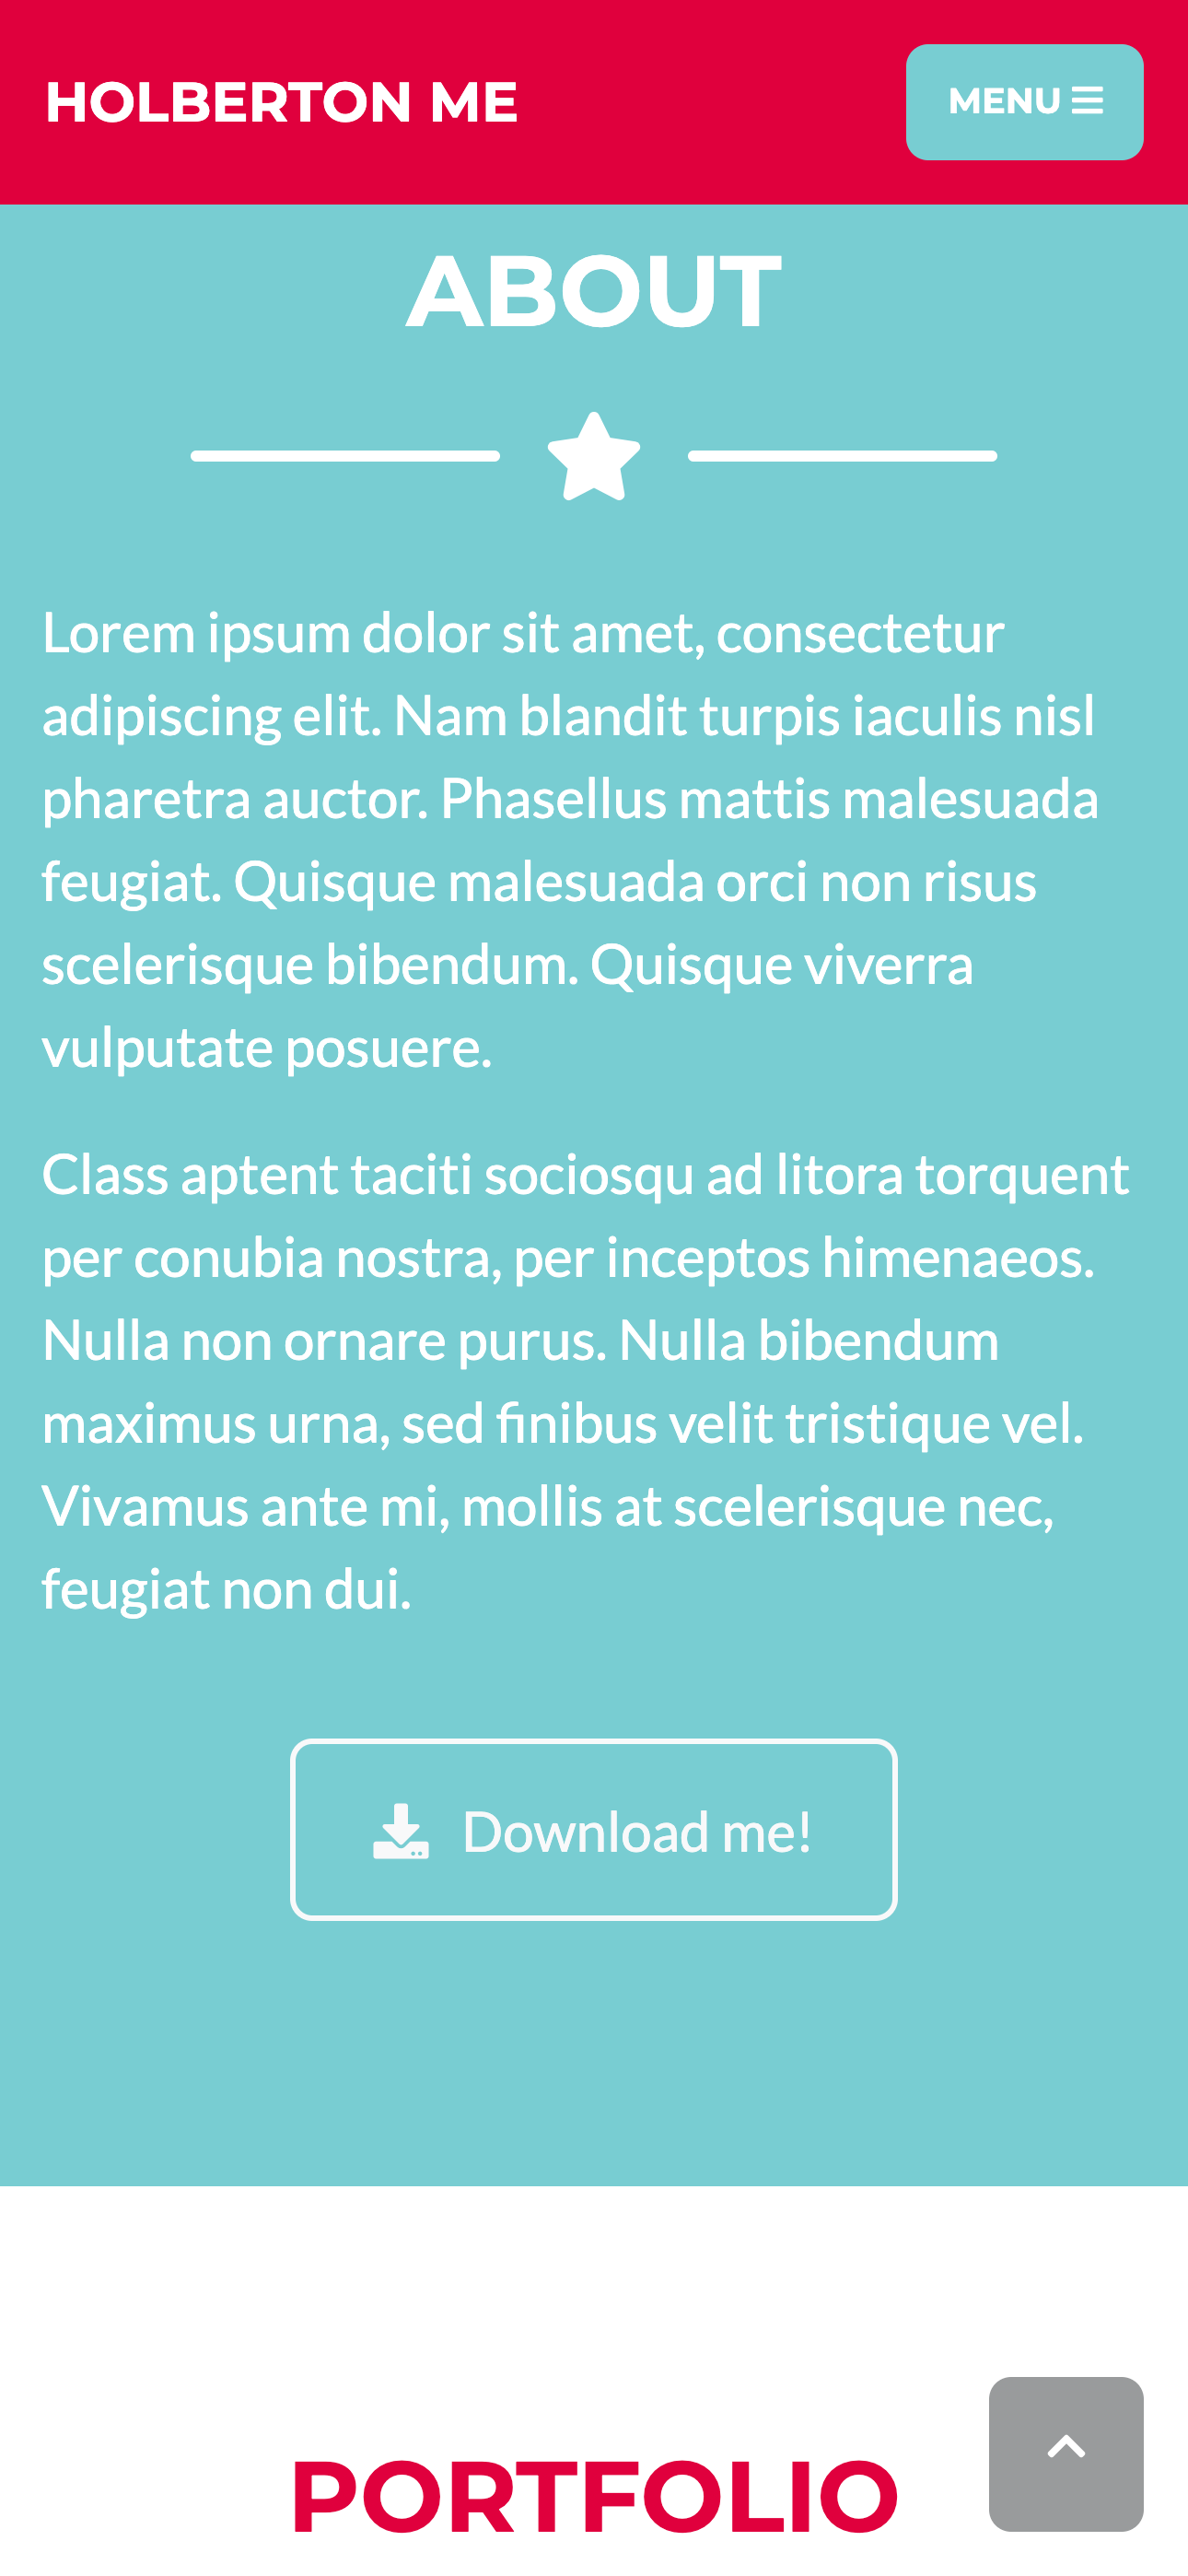 HOLBERTON ME
MENU
ABOUT
Lorem ipsum dolor sit amet, consectetur
adipiscing elit. Nam blandit turpis iaculis nisl
pharetra auctor. Phasellus mattis malesuada
feugiat. Quisque malesuada orci non risus
scelerisque bibendum. Quisque viverra
vulputate posuere.
Class aptent taciti sociosqu ad litora torquent
per conubia nostra, per inceptos himenaeos.
Nulla non ornare purus. Nulla bibendum
maximus urna, sed finibus velit tristique vel.
Vivamus ante mi, mollis at scelerisque nec,
feugiat non dui.
Download me!
PORTFOLIO